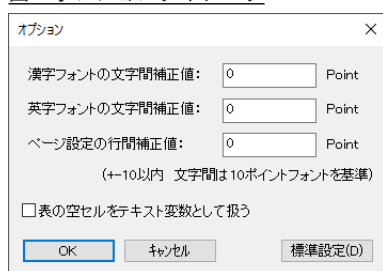 オプション
漢字フォントの文字間補正値: 0 Point
英字フォントの文字間補正値: 0 Point
ページ設定の行間補正値: 0 Point
(+-10以内 文字間は10ポイントフォントを基準)
表の空セルをテキスト変数として扱う
OK キャンセル 標準設定(D)